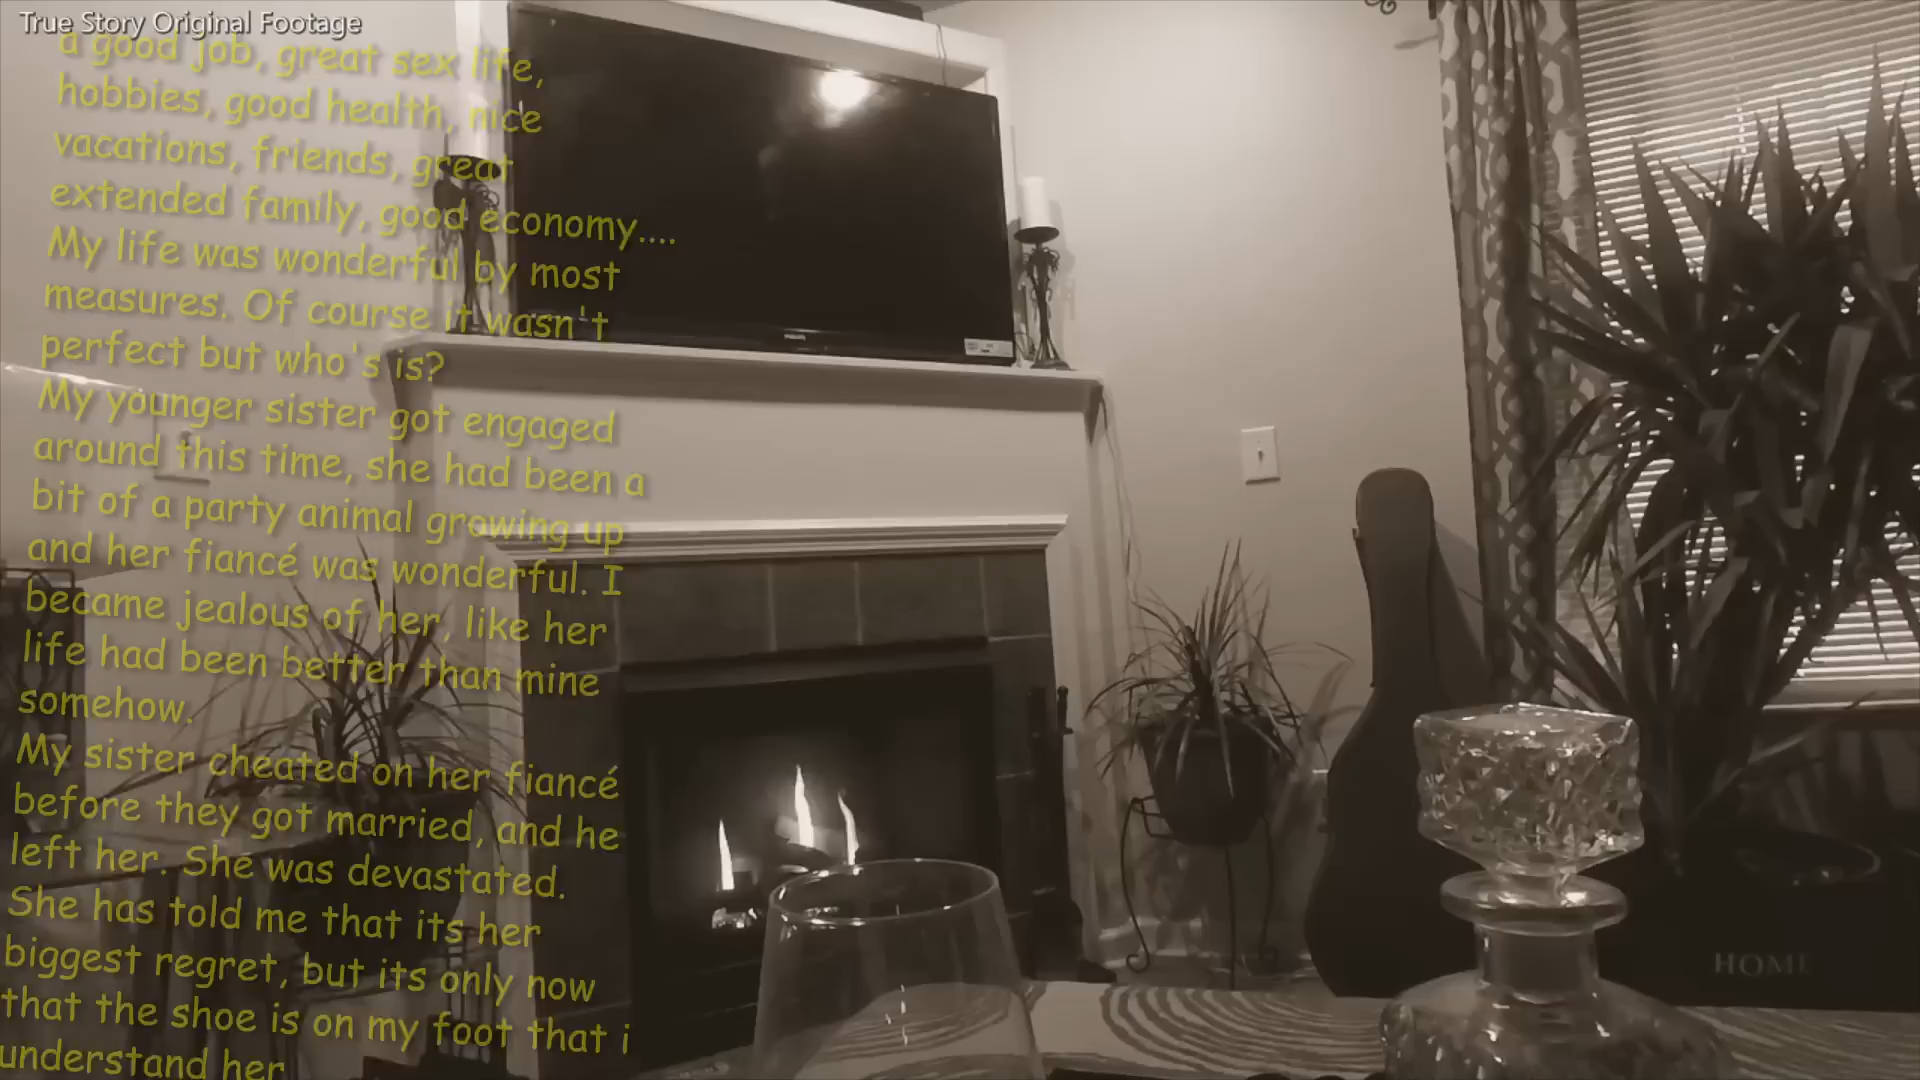 True Story Original Footage
a good job, great sex life,
hobbies, good health, nice
vacations, friends, great
extended family, good economy....
My life was wonderful by most
measures. Of course it wasn't
perfect but who's is?
My younger sister got engaged
around this time, she had been a
bit of a party animal growing up
and her fiancé was wonderful. I
became jealous of her, like her
life had been better than mine
somehow.
My sister cheated on her fiancé
before they got married, and he
left her. She was devastated.
She has told me that its her
biggest regret, but its only now
that the shoe is on my foot that i
understand her
HOME